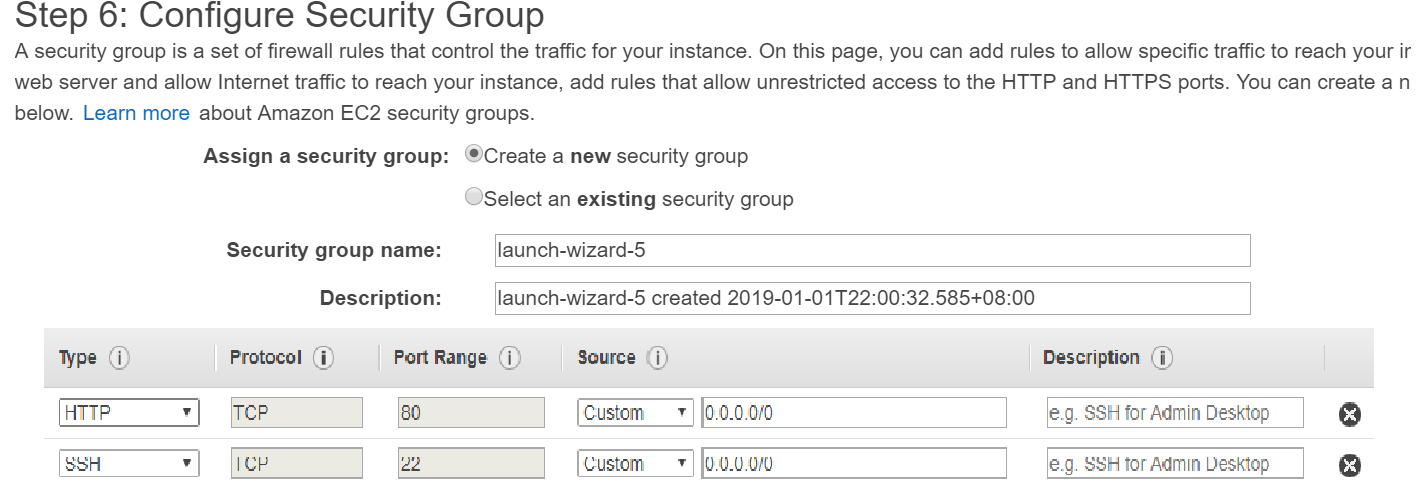 Step 6: Configure Security Group
A security group is a set of firewall rules that control the traffic for your instance. On this page, you can add rules to allow specific traffic to reach your
web server and allow Internet traffic to reach your instance, add rules that allow unrestricted access to the HTTP and HTTPS ports. You can create a
below. Learn more about Amazon EC2 security groups.
Assign a security group: Create a new security group
Select an existing security group
Security group name: launch-wizard-5
Description: launch-wizard-5 created 2019-01-01T22:00:32.585+08:00
Type i Protocol i Port Range i Source i Description i
HTTP TCP 80 Custom 0.0.0.0/0 e.g. SSH for Admin Desktop
SSH TCP 22 Custom 0.0.0.0/0 e.g. SSH for Admin Desktop